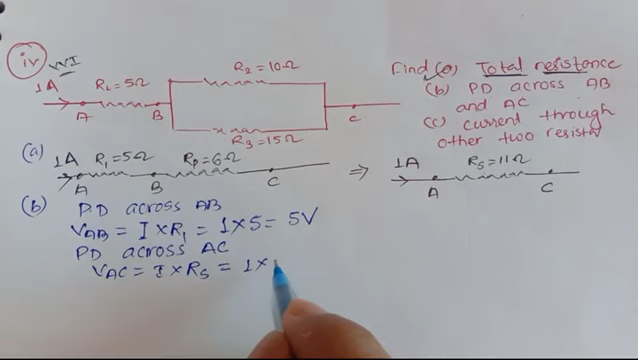 iv
VVI
1A R₁=5Ω R₂=10Ω
A B C
R₃=15Ω
Find (a) Total resistance
(b) PD across AB
and AC
(c) current through
other two resistor
(a) 1A R₁=5Ω Rp=6Ω ⇒ 1A Rs=11Ω
A B C A C
(b) PD across AB
VAB = I×R₁ = 1×5= 5V
PD across AC
VAC = I×Rs = 1×